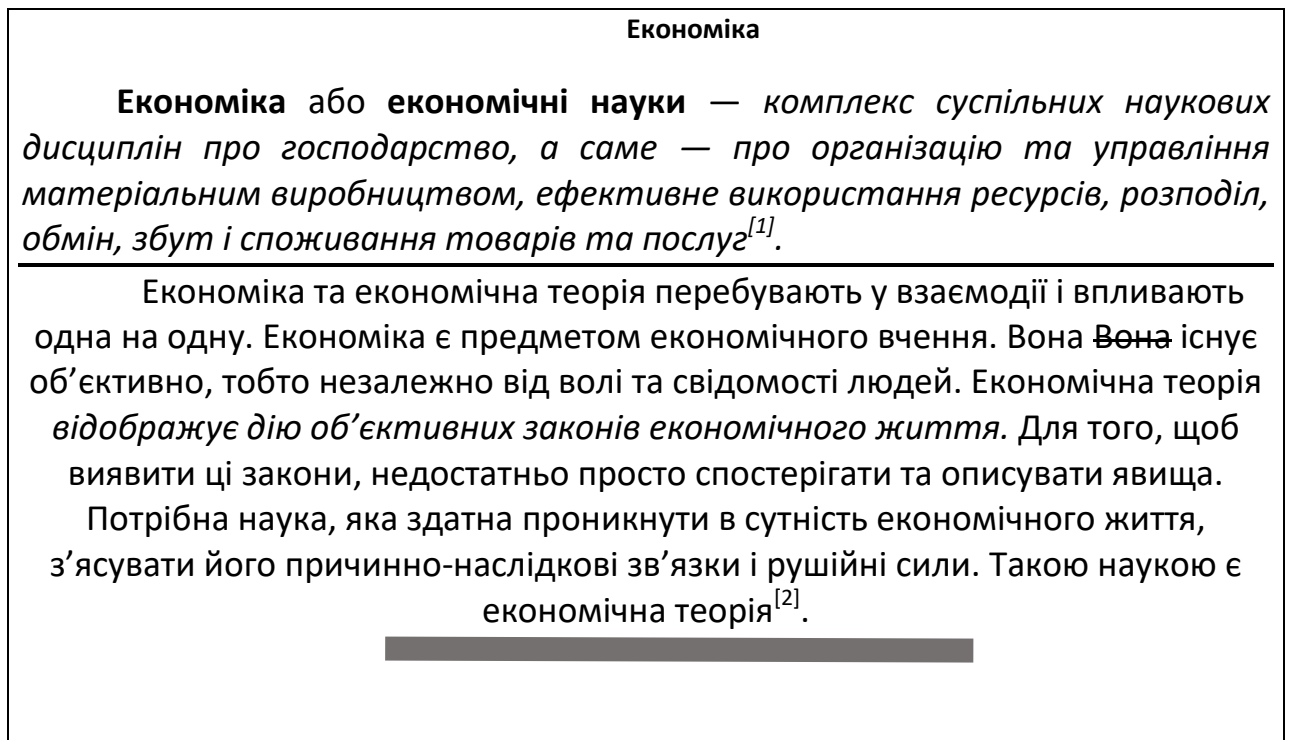 Економіка
Економіка або економічні науки — комплекс суспільних наукових
дисциплін про господарство, а саме — про організацію та управління
матеріальним виробництвом, ефективне використання ресурсів, розподіл,
обмін, збут і споживання товарів та послуг[1].
Економіка та економічна теорія перебувають у взаємодії і впливають
одна на одну. Економіка є предметом економічного вчення. Вона Вона існує
об’єктивно, тобто незалежно від волі та свідомості людей. Економічна теорія
відображує дію об’єктивних законів економічного життя. Для того, щоб
виявити ці закони, недостатньо просто спостерігати та описувати явища.
Потрібна наука, яка здатна проникнути в сутність економічного життя,
з’ясувати його причинно-наслідкові зв’язки і рушійні сили. Такою наукою є
економічна теорія[2].